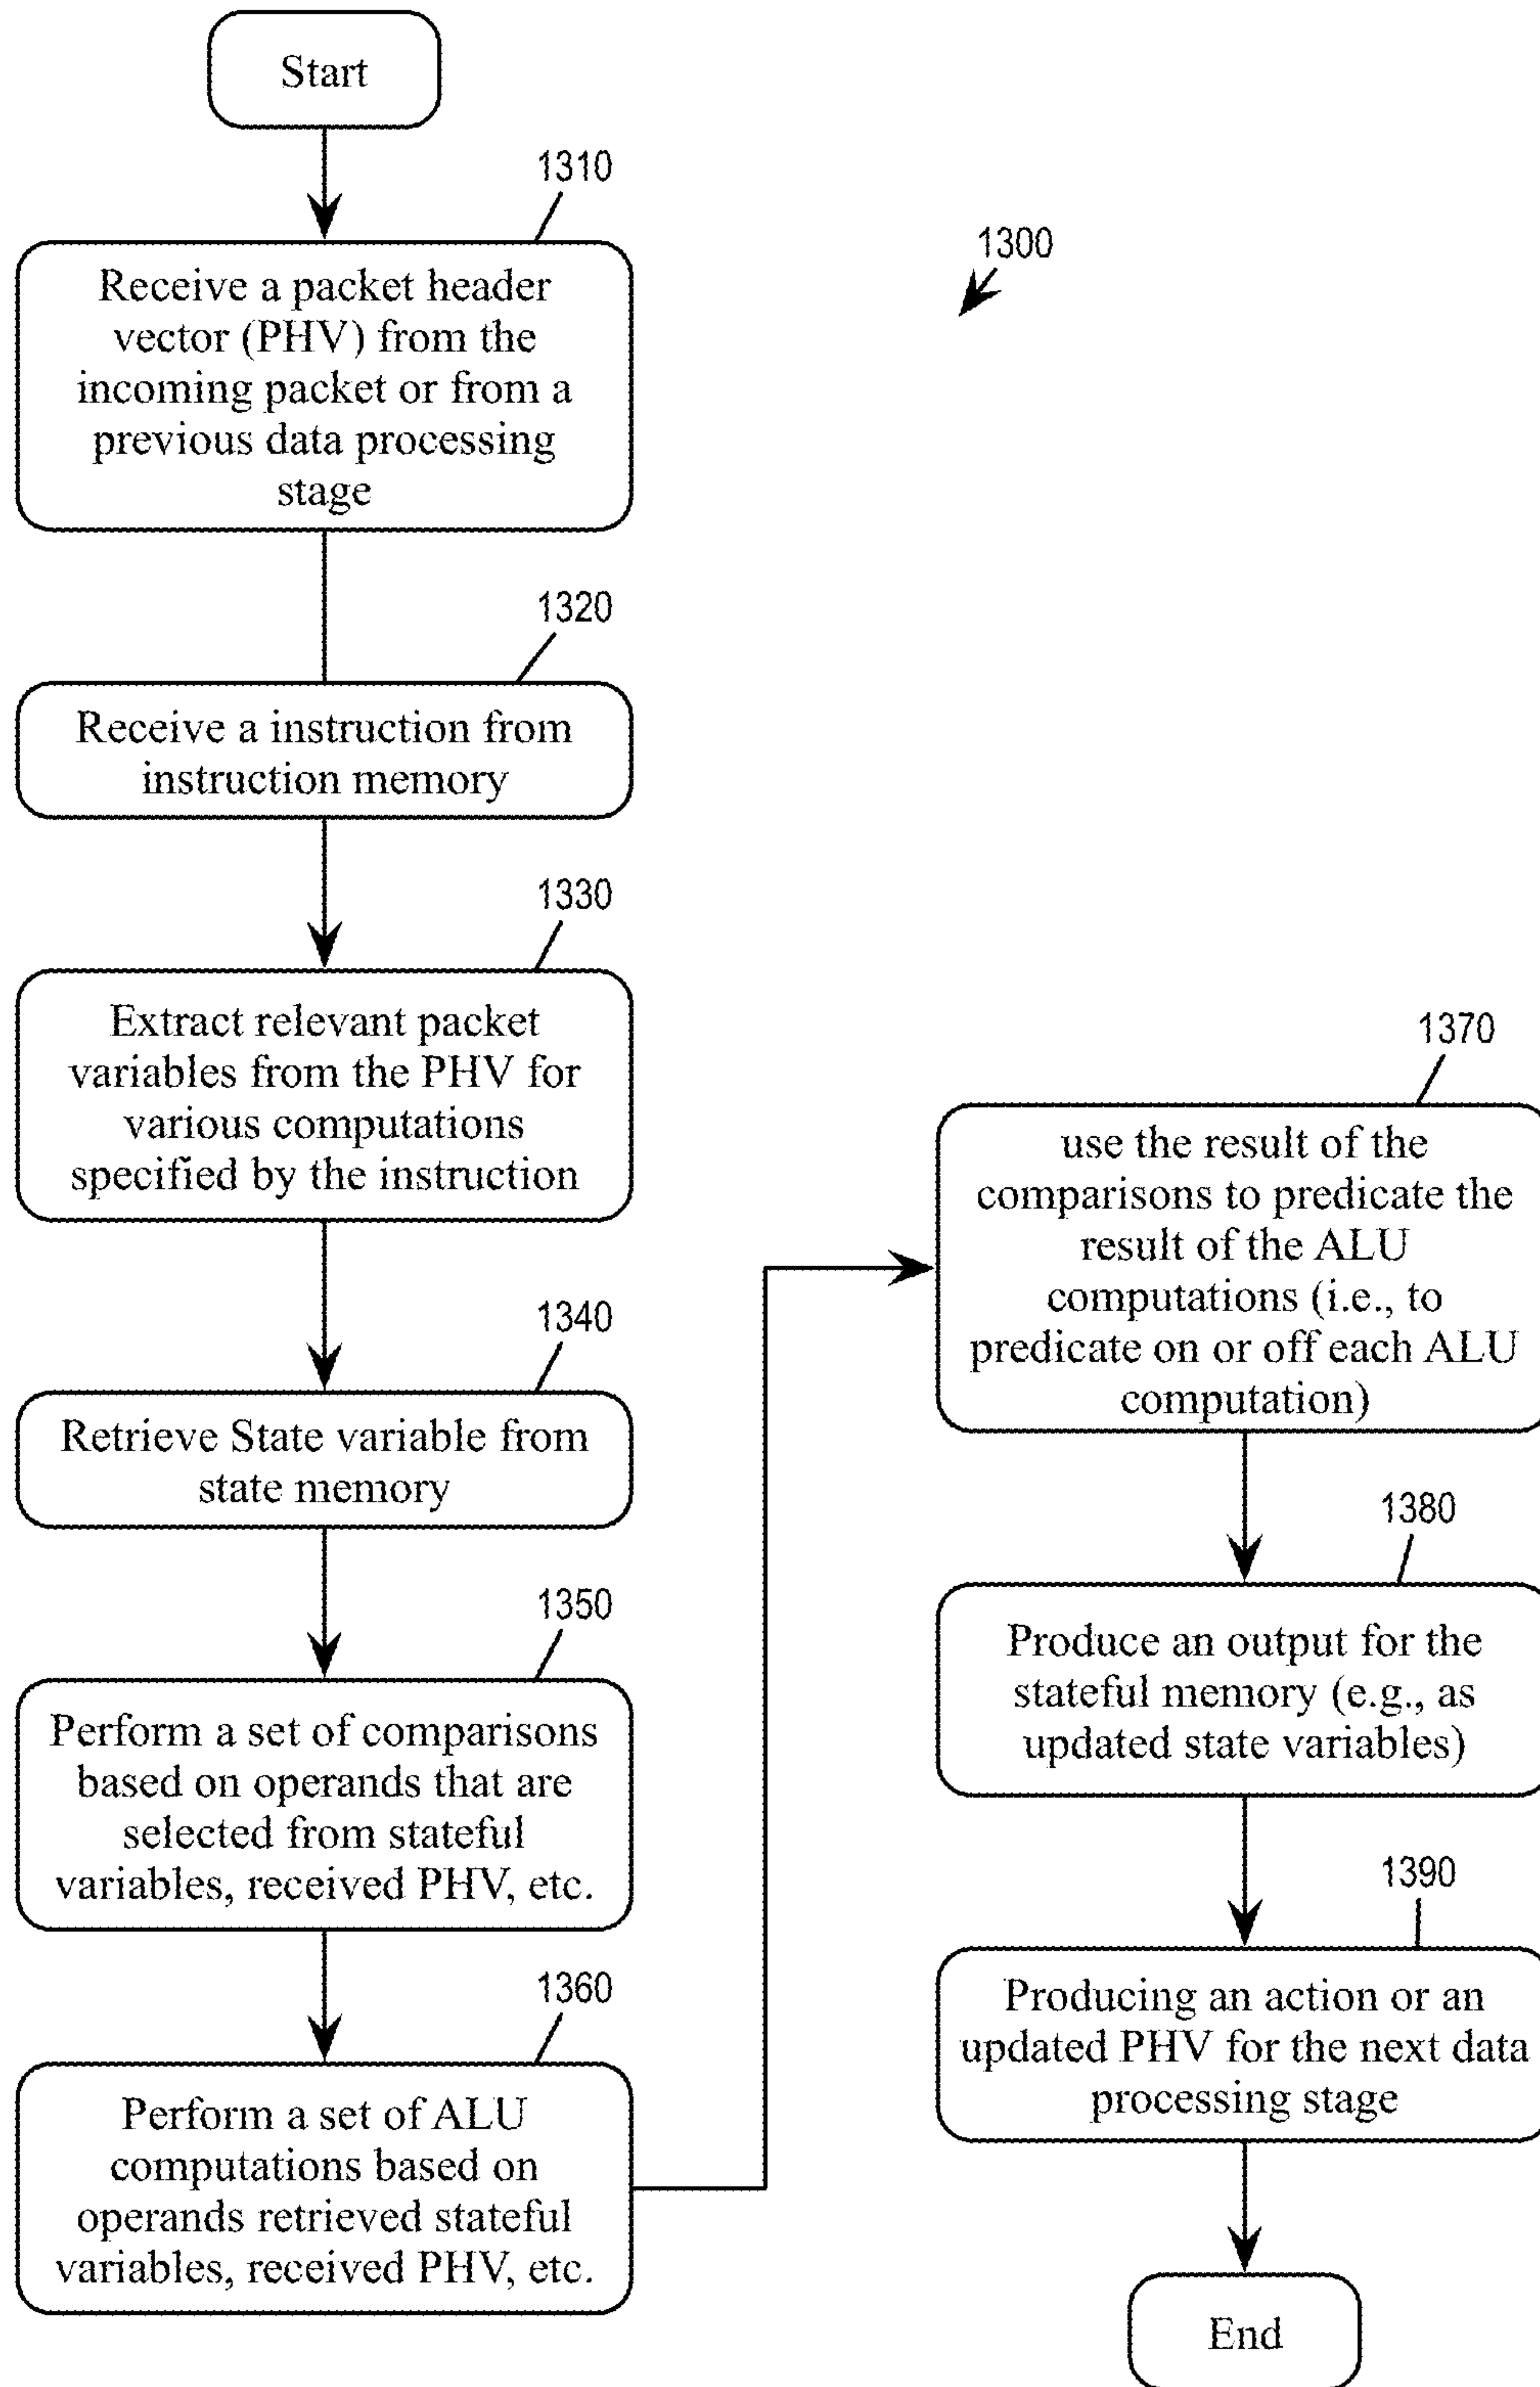 Start
1310
Receive a packet header
vector (PHV) from the
incoming packet or from a
previous data processing
stage
1300
1320
Receive a instruction from
instruction memory
1330
Extract relevant packet
variables from the PHV for
various computations
specified by the instruction
1340
Retrieve State variable from
state memory
1350
Perform a set of comparisons
based on operands that are
selected from stateful
variables, received PHV, etc.
1360
Perform a set of ALU
computations based on
operands retrieved stateful
variables, received PHV, etc.
1370
use the result of the
comparisons to predicate the
result of the ALU
computations (i.e., to
predicate on or off each ALU
computation)
1380
Produce an output for the
stateful memory (e.g., as
updated state variables)
1390
Producing an action or an
updated PHV for the next data
processing stage
End